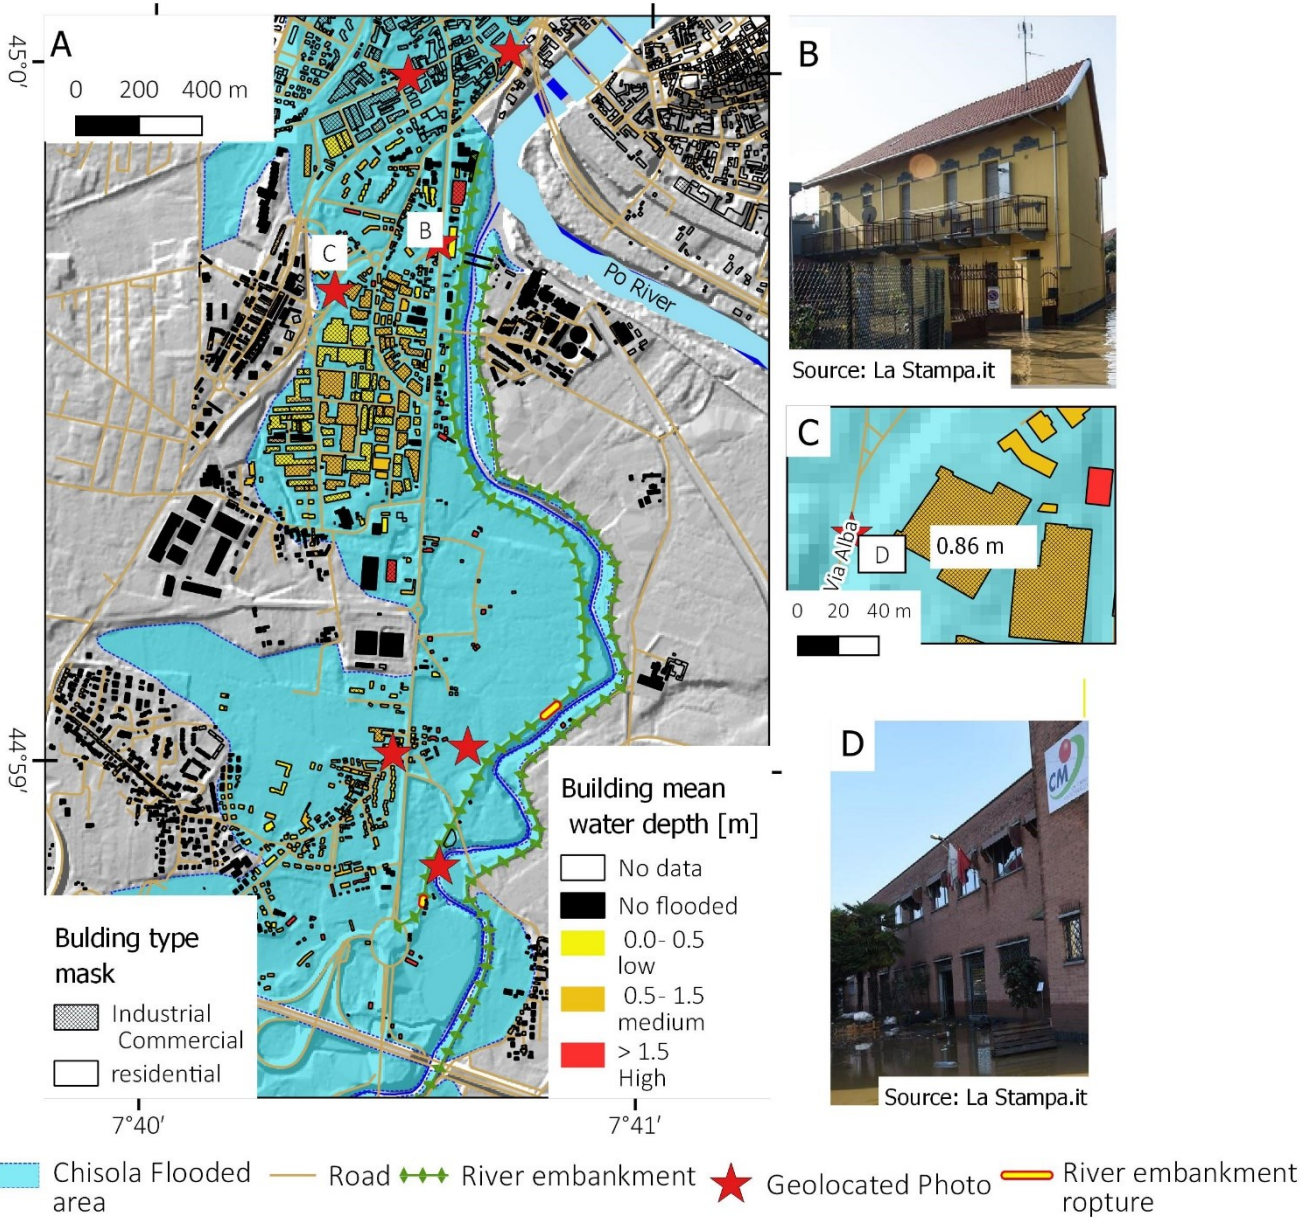 A
45°0'
0 200 400 m
B
C
Po River
44°59'
Bulding type
mask
Industrial
Commercial
residential
Building mean
water depth [m]
No data
No flooded
0.0- 0.5
low
0.5- 1.5
medium
> 1.5
High
7°40'
7°41'
B
Source: La Stampa.it
C
0.86 m
D
Via Alba
0 20 40 m
D
CM
Source: La Stampa.it
Chisola Flooded
area
Road
River embankment
Geolocated Photo
River embankment
ropture